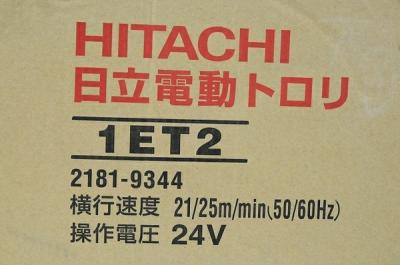 HITACHI
日立電動トロリ
1ET2
2181-9344
横行速度 21/25m/min(50/60Hz)
操作電圧 24V